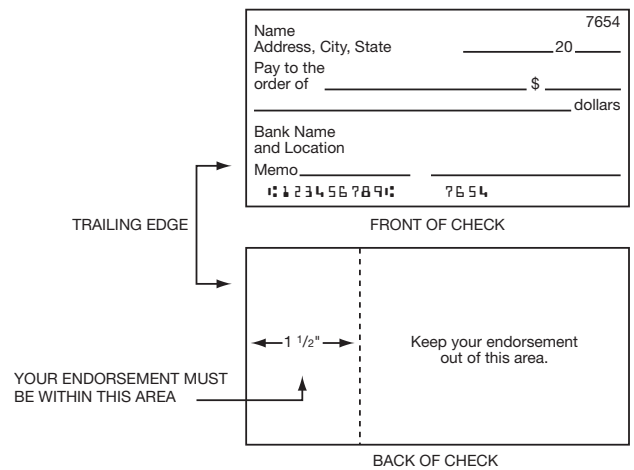 7654
Name
Address, City, State 20
Pay to the
order of $
dollars
Bank Name
and Location
Memo
⑆123456789⑆ 7654
TRAILING EDGE
FRONT OF CHECK
1 1/2"
Keep your endorsement
out of this area.
YOUR ENDORSEMENT MUST
BE WITHIN THIS AREA
BACK OF CHECK